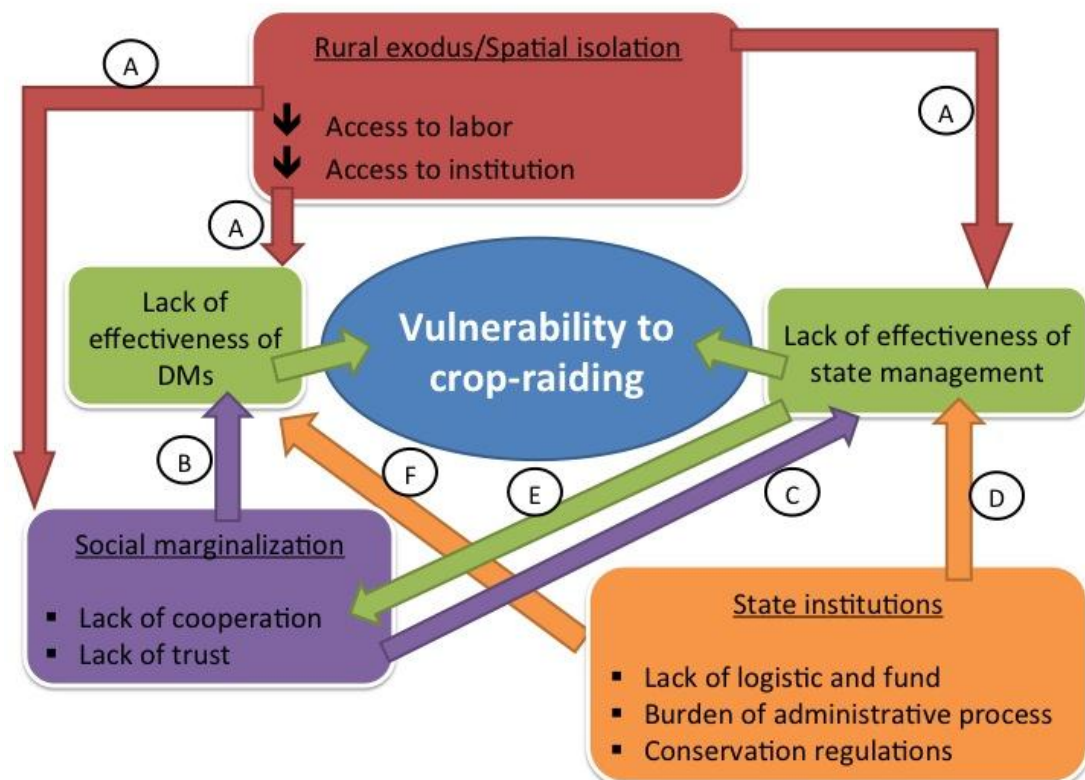 Rural exodus/Spatial isolation
A
A
Access to labor
Access to institution
A
Lack of
effectiveness of
DMs
Vulnerability to
crop-raiding
Lack of effectiveness of
state management
B
F
E
C
D
Social marginalization
Lack of cooperation
Lack of trust
State institutions
Lack of logistic and fund
Burden of administrative process
Conservation regulations